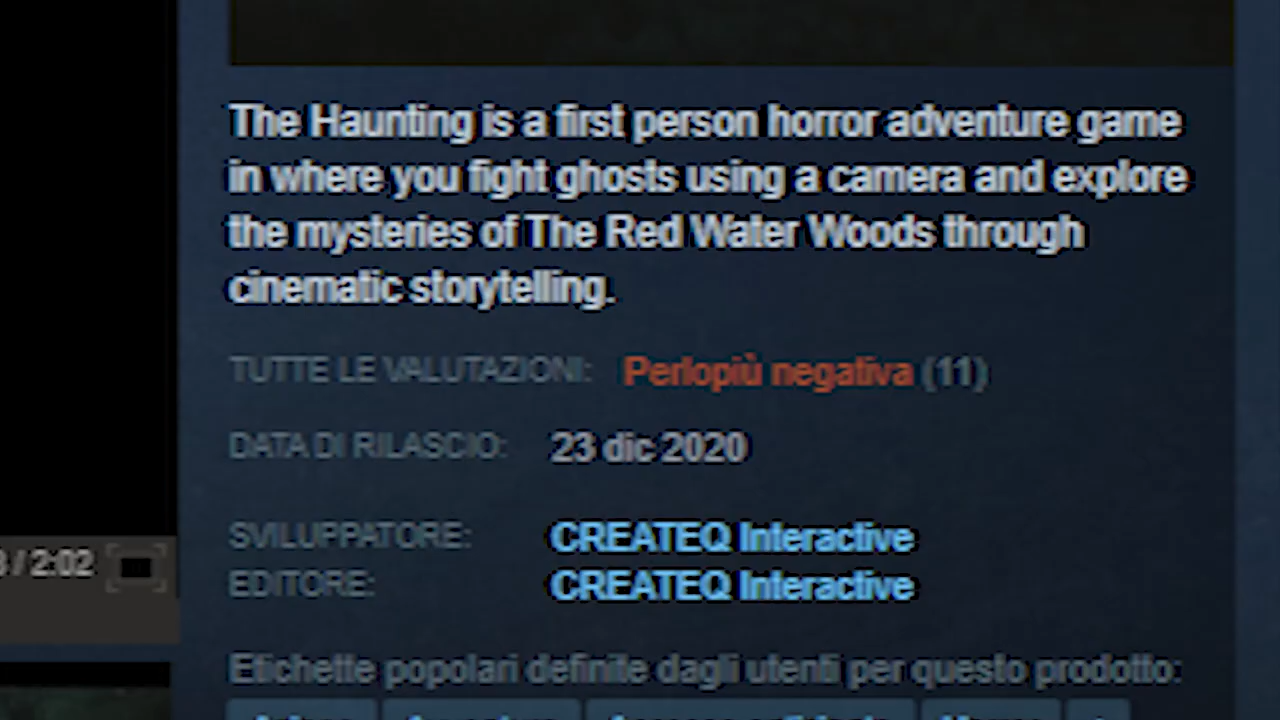 The Haunting is a first person horror adventure game
in where you fight ghosts using a camera and explore
the mysteries of The Red Water Woods through
cinematic storytelling.
TUTTE LE VALUTAZIONI: Perlopiù negativa (11)
DATA DI RILASCIO: 23 dic 2020
SVILUPPATORE: CREATEQ Interactive
/ 2:02
EDITORE: CREATEQ Interactive
Etichette popolari definite dagli utenti per questo prodotto: